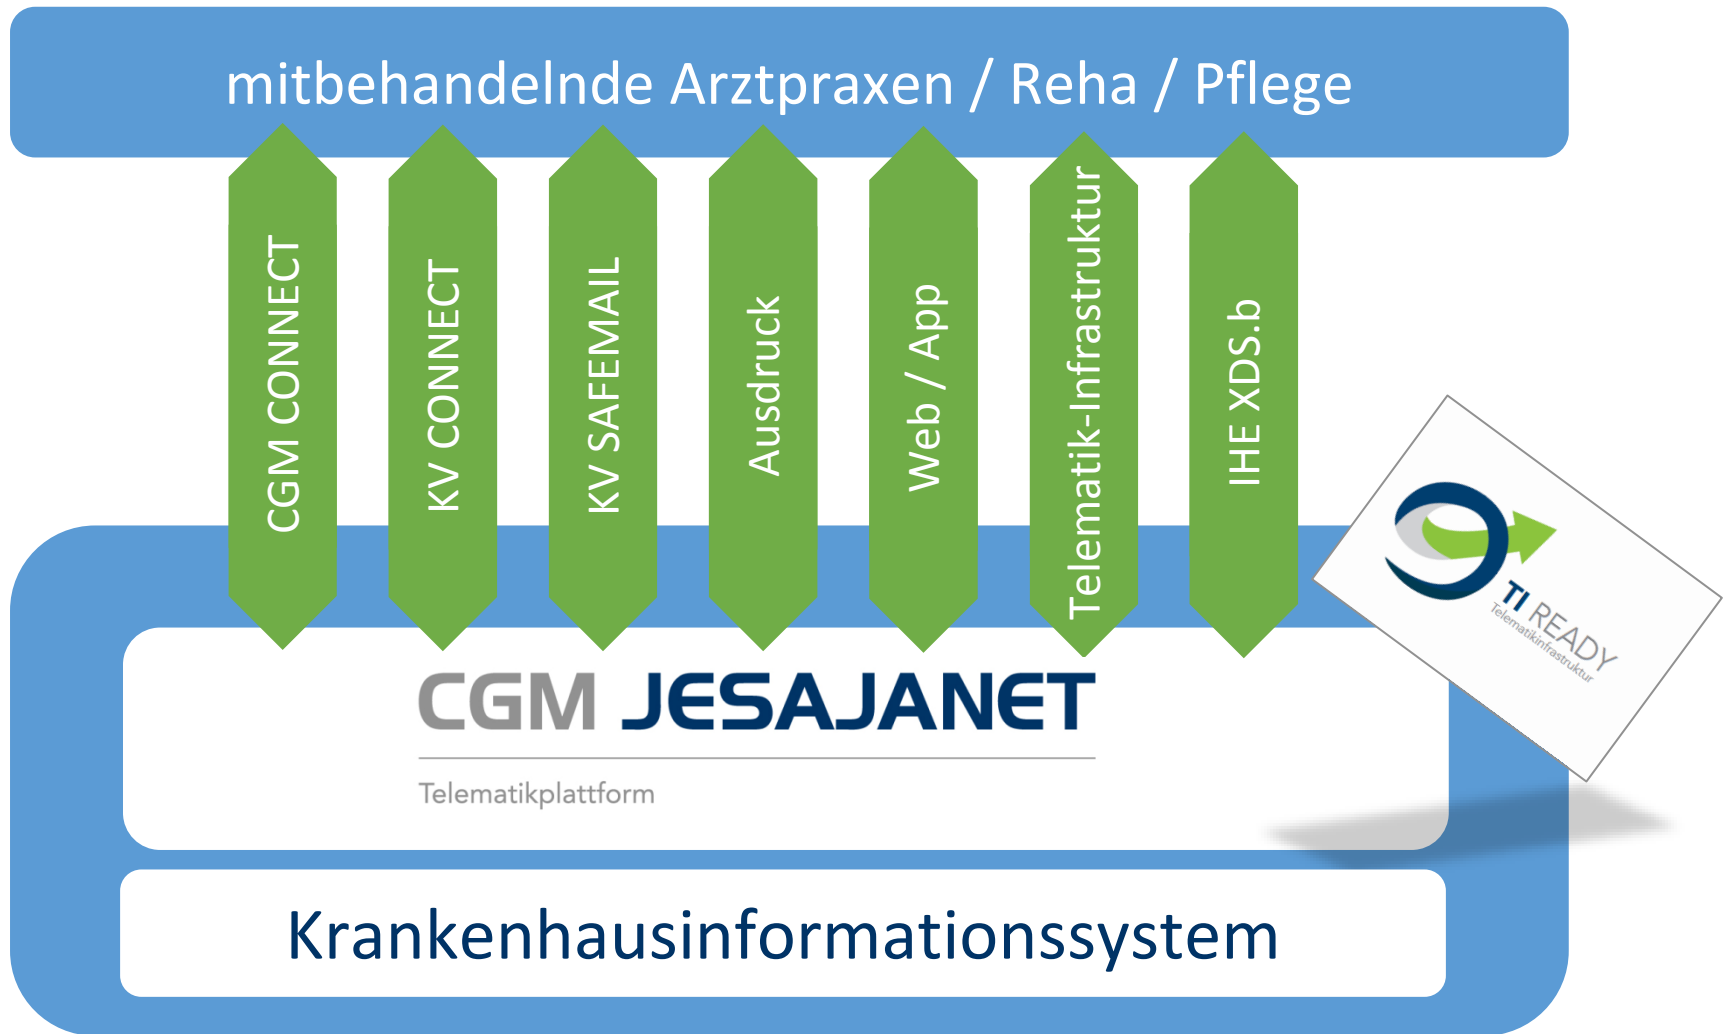 mitbehandelnde Arztpraxen / Reha / Pflege
CGM CONNECT
KV CONNECT
KV SAFEMAIL
Ausdruck
Web / App
Telematik-Infrastruktur
IHE XDS.b
TI READY
Telematikinfrastruktur
CGM JESAJANET
Telematikplattform
Krankenhausinformationssystem